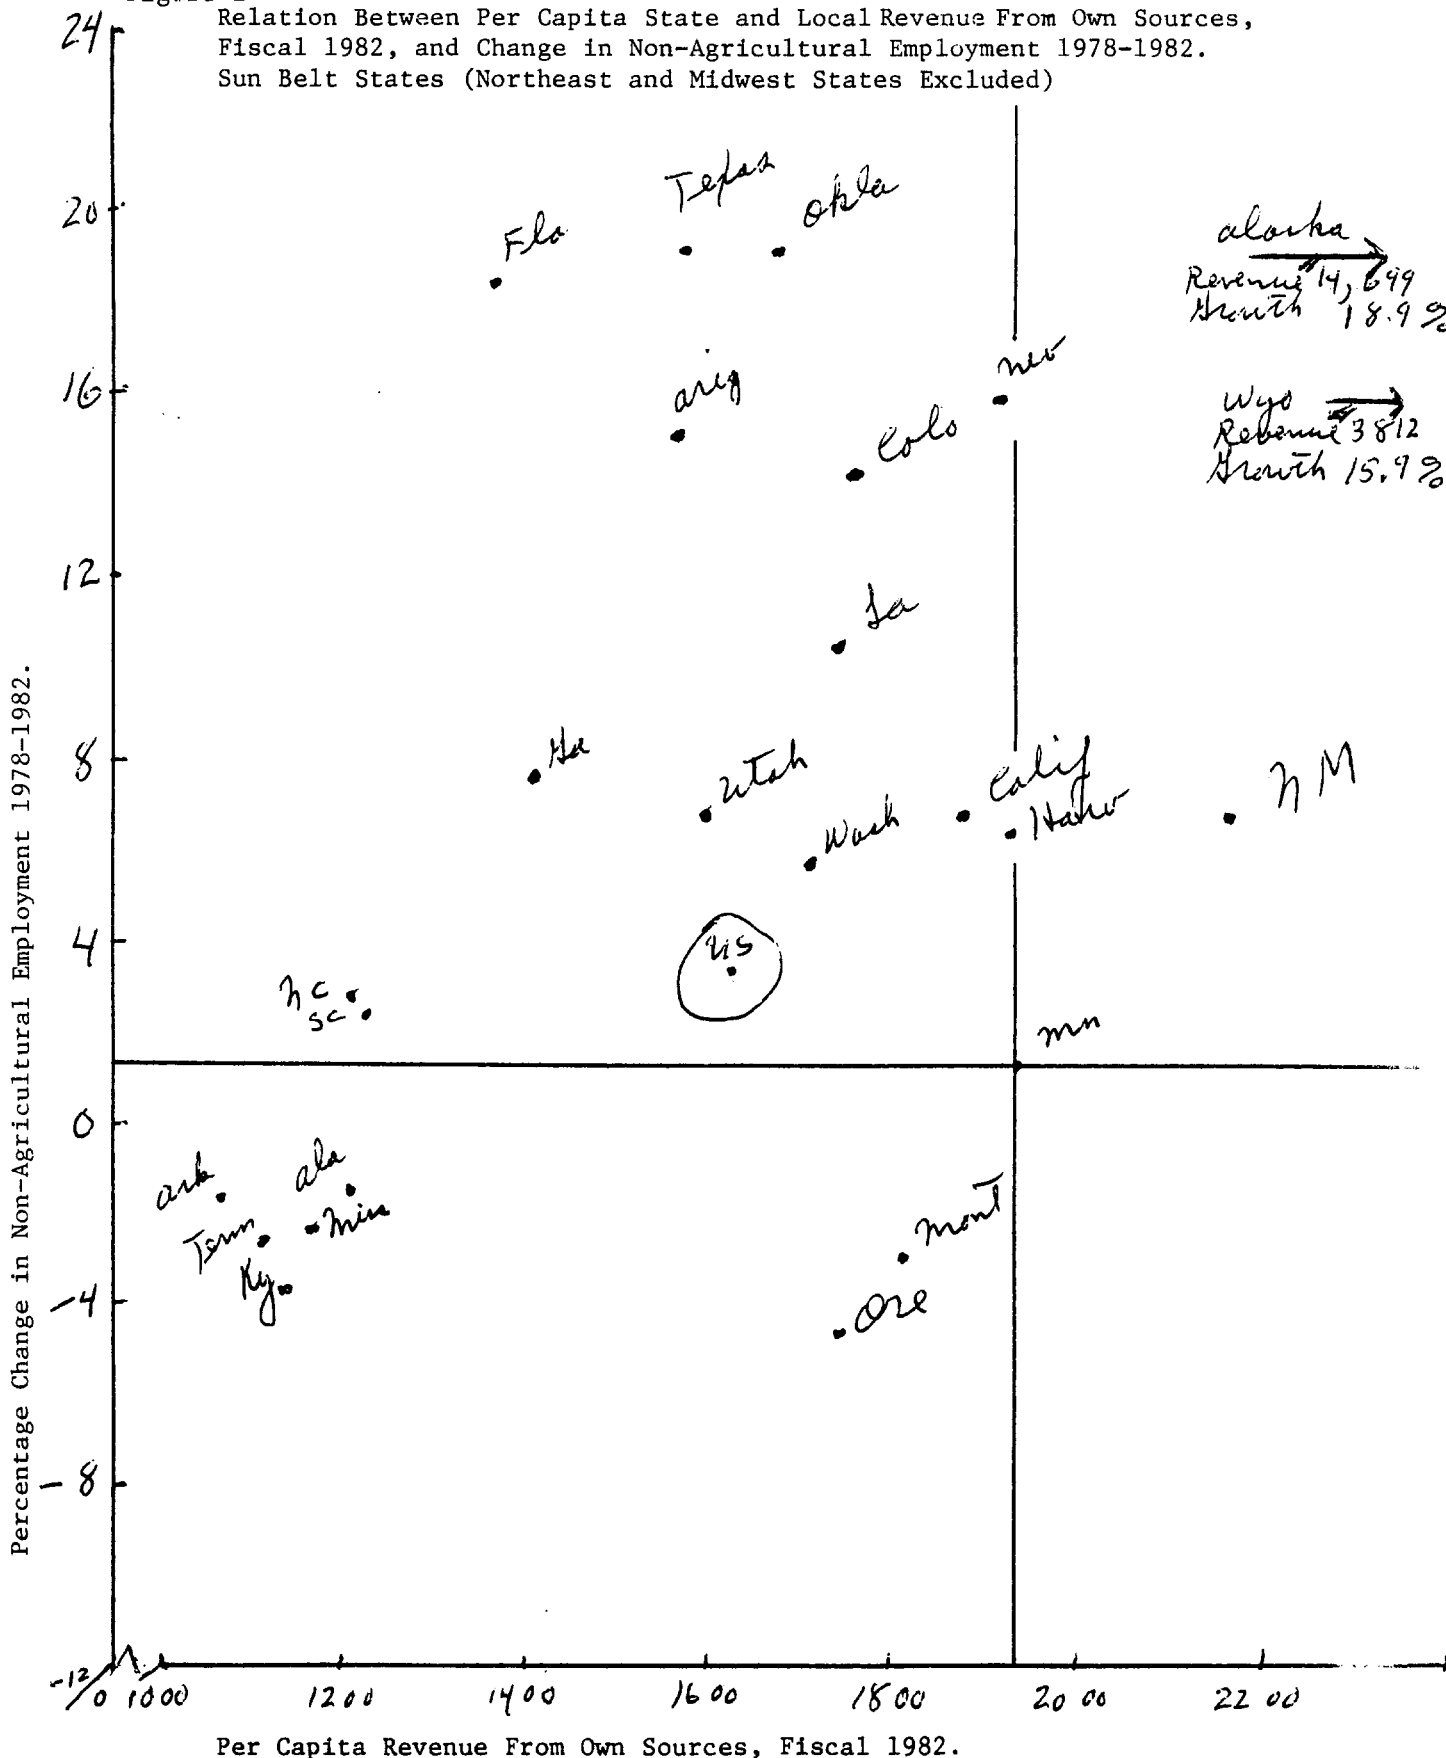 Relation Between Per Capita State and Local Revenue From Own Sources,
Fiscal 1982, and Change in Non-Agricultural Employment 1978-1982.
Sun Belt States (Northeast and Midwest States Excluded)
24
20
16
12
8
4
0
-4
-8
-12
Percentage Change in Non-Agricultural Employment 1978-1982.
Texas
Okla
Fla
alaska
Revenue 14,699
Growth 18.9%
nev
ariz
Wyo
Revenue 3812
Growth 15.9%
Colo
La
Ga
Utah
Calif
NM
Wash
US
NC
SC
mn
ark
ala
Tenn
Miss
Ky
mont
Ore
0 1000 1200 1400 1600 1800 2000 2200
Per Capita Revenue From Own Sources, Fiscal 1982.